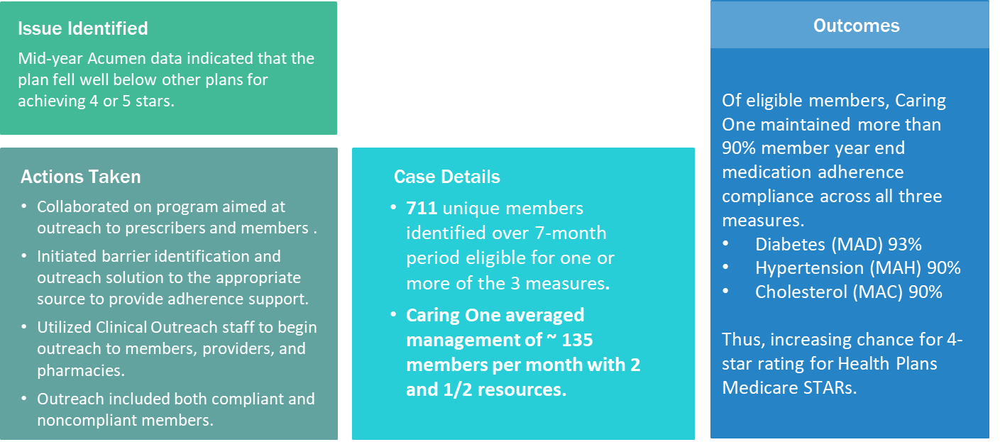 Issue Identified
Mid-year Acumen data indicated that the
plan fell well below other plans for
achieving 4 or 5 stars.
Actions Taken
• Collaborated on program aimed at
outreach to prescribers and members .
• Initiated barrier identification and
outreach solution to the appropriate
source to provide adherence support.
• Utilized Clinical Outreach staff to begin
outreach to members, providers, and
pharmacies.
• Outreach included both compliant and
noncompliant members.
Case Details
• 711 unique members
identified over 7-month
period eligible for one or
more of the 3 measures.
• Caring One averaged
management of ~ 135
members per month with 2
and 1/2 resources.
Outcomes
Of eligible members, Caring
One maintained more than
90% member year end
medication adherence
compliance across all three
measures.
• Diabetes (MAD) 93%
• Hypertension (MAH) 90%
• Cholesterol (MAC) 90%
Thus, increasing chance for 4-
star rating for Health Plans
Medicare STARs.